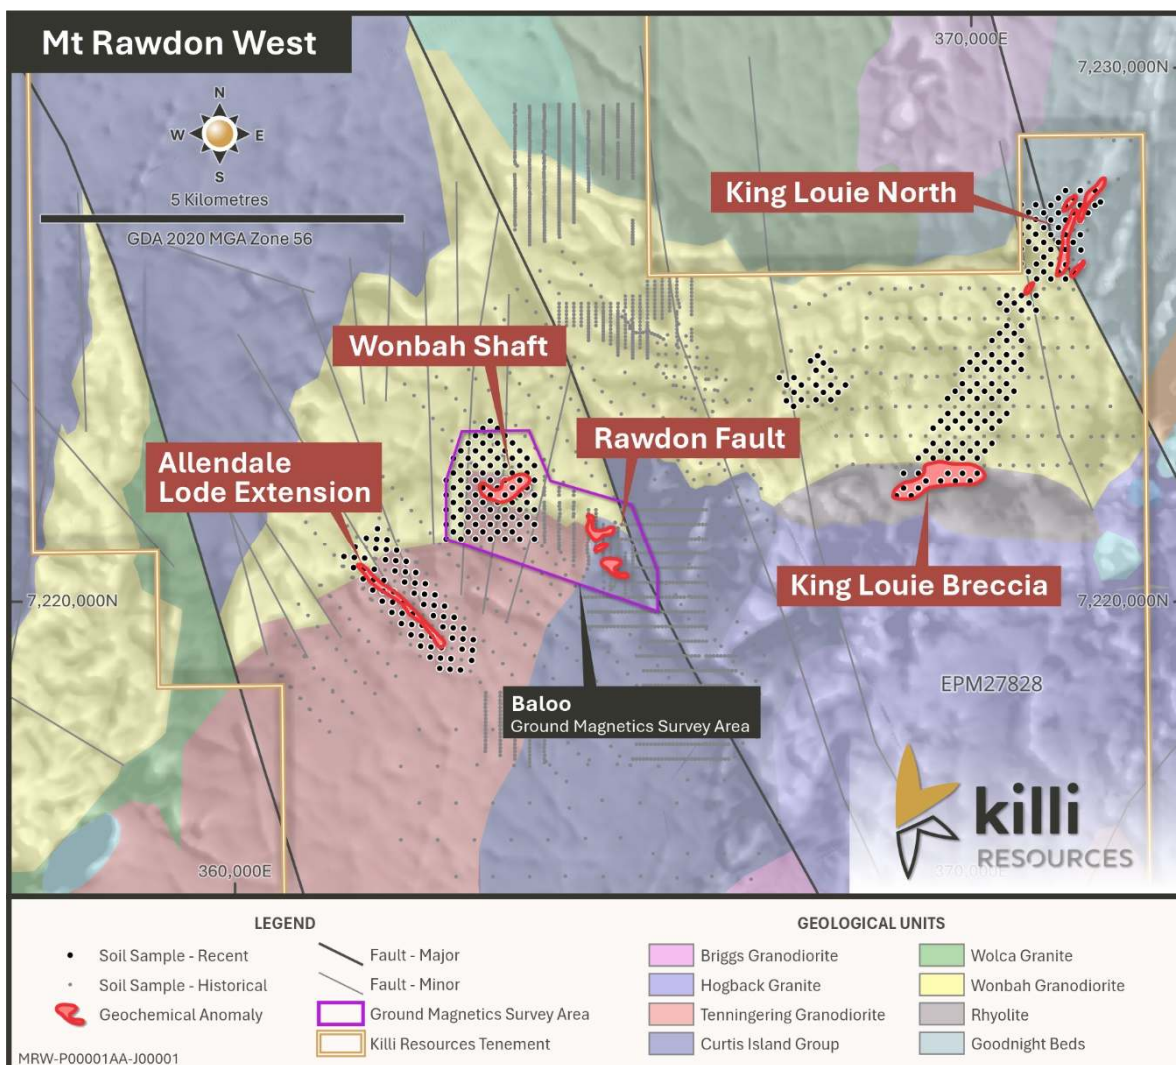 Mt Rawdon West
370,000E
7,230,000N
N
W
E
S
5 Kilometres
GDA 2020 MGA Zone 56
King Louie North
Wonbah Shaft
Rawdon Fault
Allendale
Lode Extension
King Louie Breccia
7,220,000N
7,220,000N
EPM27828
Baloo
Ground Magnetics Survey Area
killi
RESOURCES
360,000E
370,000E
LEGEND
Soil Sample - Recent
Soil Sample - Historical
Geochemical Anomaly
Fault - Major
Fault - Minor
Ground Magnetics Survey Area
Killi Resources Tenement
GEOLOGICAL UNITS
Briggs Granodiorite
Hogback Granite
Tenningering Granodiorite
Curtis Island Group
Wolca Granite
Wonbah Granodiorite
Rhyolite
Goodnight Beds
MRW-P00001AA-J00001